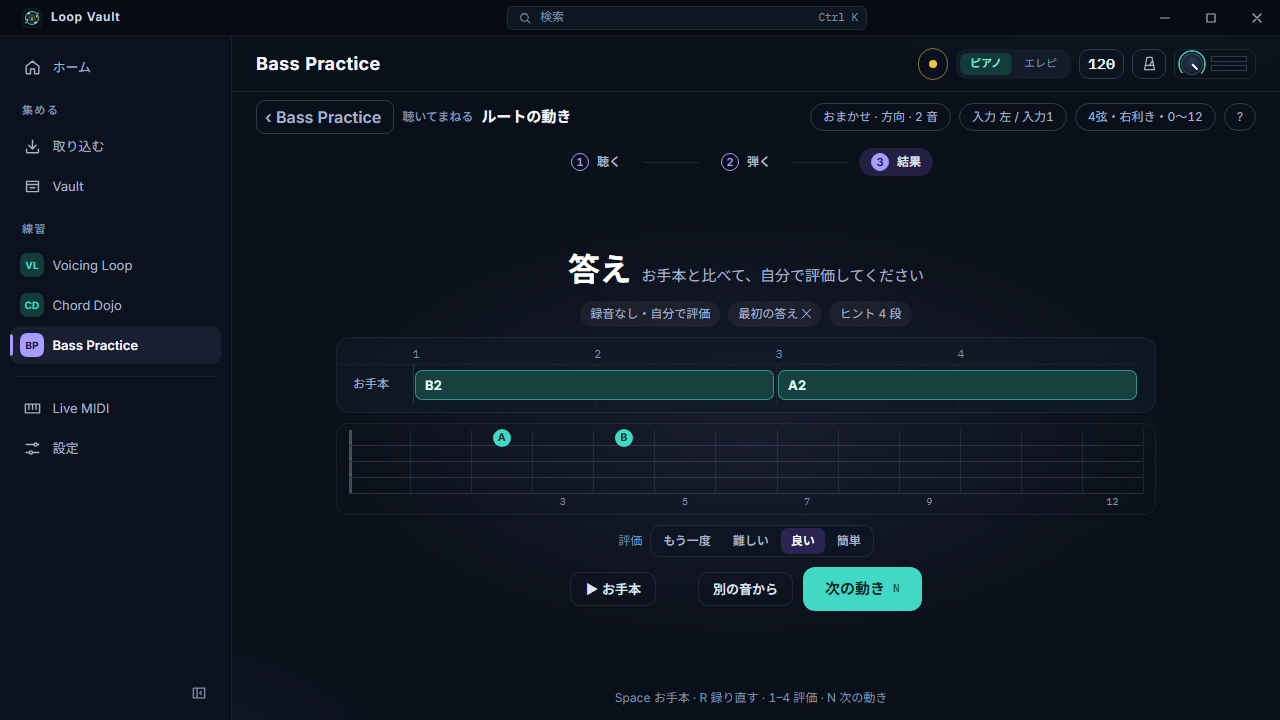 Loop Vault
検索
Ctrl K
ホーム
集める
取り込む
Vault
練習
VL Voicing Loop
CD Chord Dojo
BP Bass Practice
Live MIDI
設定
Bass Practice
ピアノ エレピ
120
‹ Bass Practice 聴いてまねる ルートの動き
おまかせ · 方向 · 2 音
入力 左 / 入力1
4弦・右利き・0〜12
?
1 聴く
2 弾く
3 結果
答え お手本と比べて、自分で評価してください
録音なし・自分で評価
最初の答え ×
ヒント 4 段
1 2 3 4
お手本 B2 A2
A B
3 5 7 9 12
評価 もう一度 難しい 良い 簡単
▶ お手本
別の音から
次の動き N
Space お手本 · R 録り直す · 1–4 評価 · N 次の動き